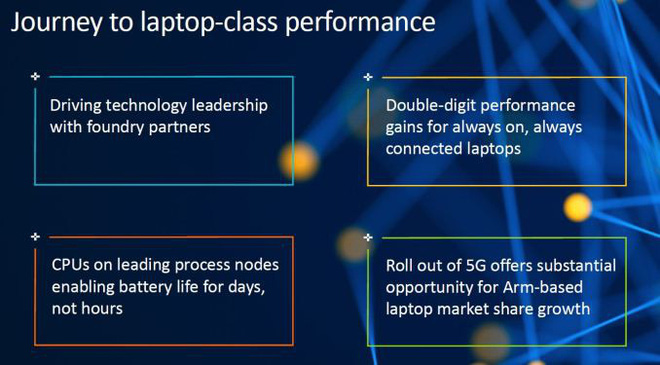 Journey to laptop-class performance
Driving technology leadership
with foundry partners
Double-digit performance
gains for always on, always
connected laptops
CPUs on leading process nodes
enabling battery life for days,
not hours
Roll out of 5G offers substantial
opportunity for Arm-based
laptop market share growth